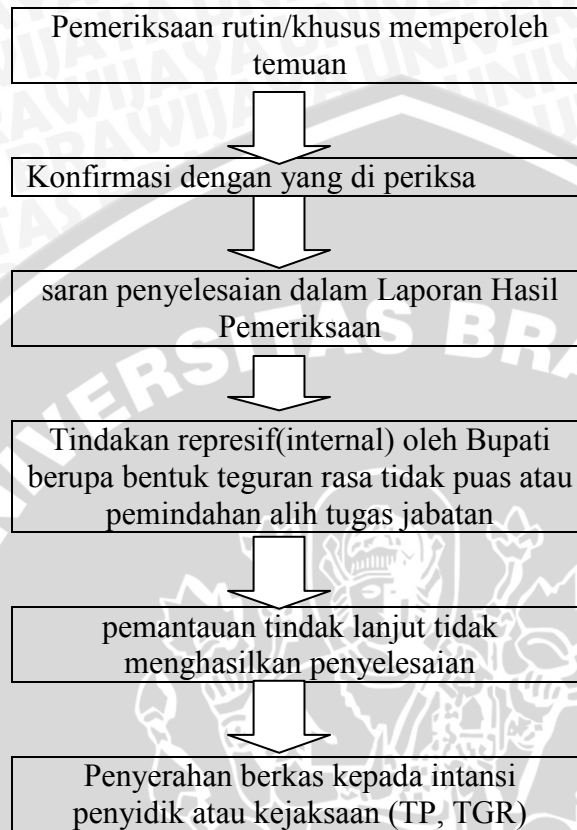 Pemeriksaan rutin/khusus memperoleh
temuan
Konfirmasi dengan yang di periksa
saran penyelesaian dalam Laporan Hasil
Pemeriksaan
Tindakan represif(internal) oleh Bupati
berupa bentuk teguran rasa tidak puas atau
pemindahan alih tugas jabatan
pemantauan tindak lanjut tidak
menghasilkan penyelesaian
Penyerahan berkas kepada intansi
penyidik atau kejaksaan (TP, TGR)